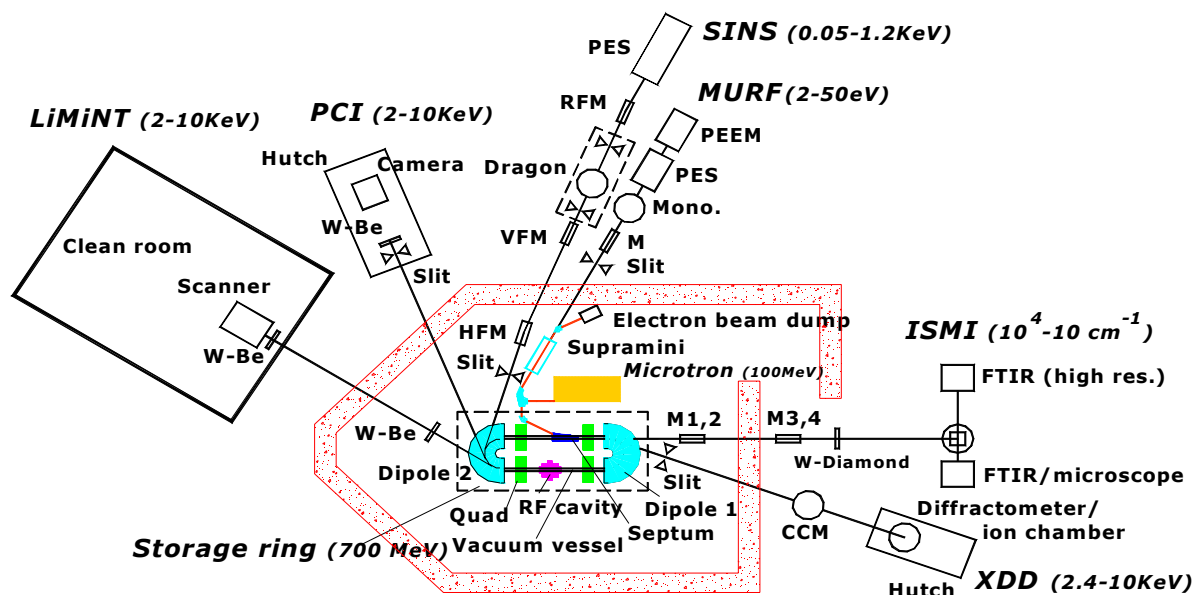 PES
SINS (0.05-1.2KeV)
RFM
MURF (2-50eV)
PEEM
LiMiNT (2-10KeV)
PCI (2-10KeV)
Hutch
Camera
Dragon
PES
Mono.
W-Be
VFM
M
Slit
Clean room
Slit
Scanner
W-Be
HFM
Electron beam dump
Supramini
Slit
Microtron (100MeV)
ISMI (10⁴-10 cm⁻¹)
FTIR (high res.)
M1,2
M3,4
W-Be
W-Diamond
Dipole 2
Slit
FTIR/microscope
Quad
RF cavity
Dipole 1
Septum
Vacuum vessel
CCM
Diffractometer/
ion chamber
Storage ring (700 MeV)
Hutch
XDD (2.4-10KeV)